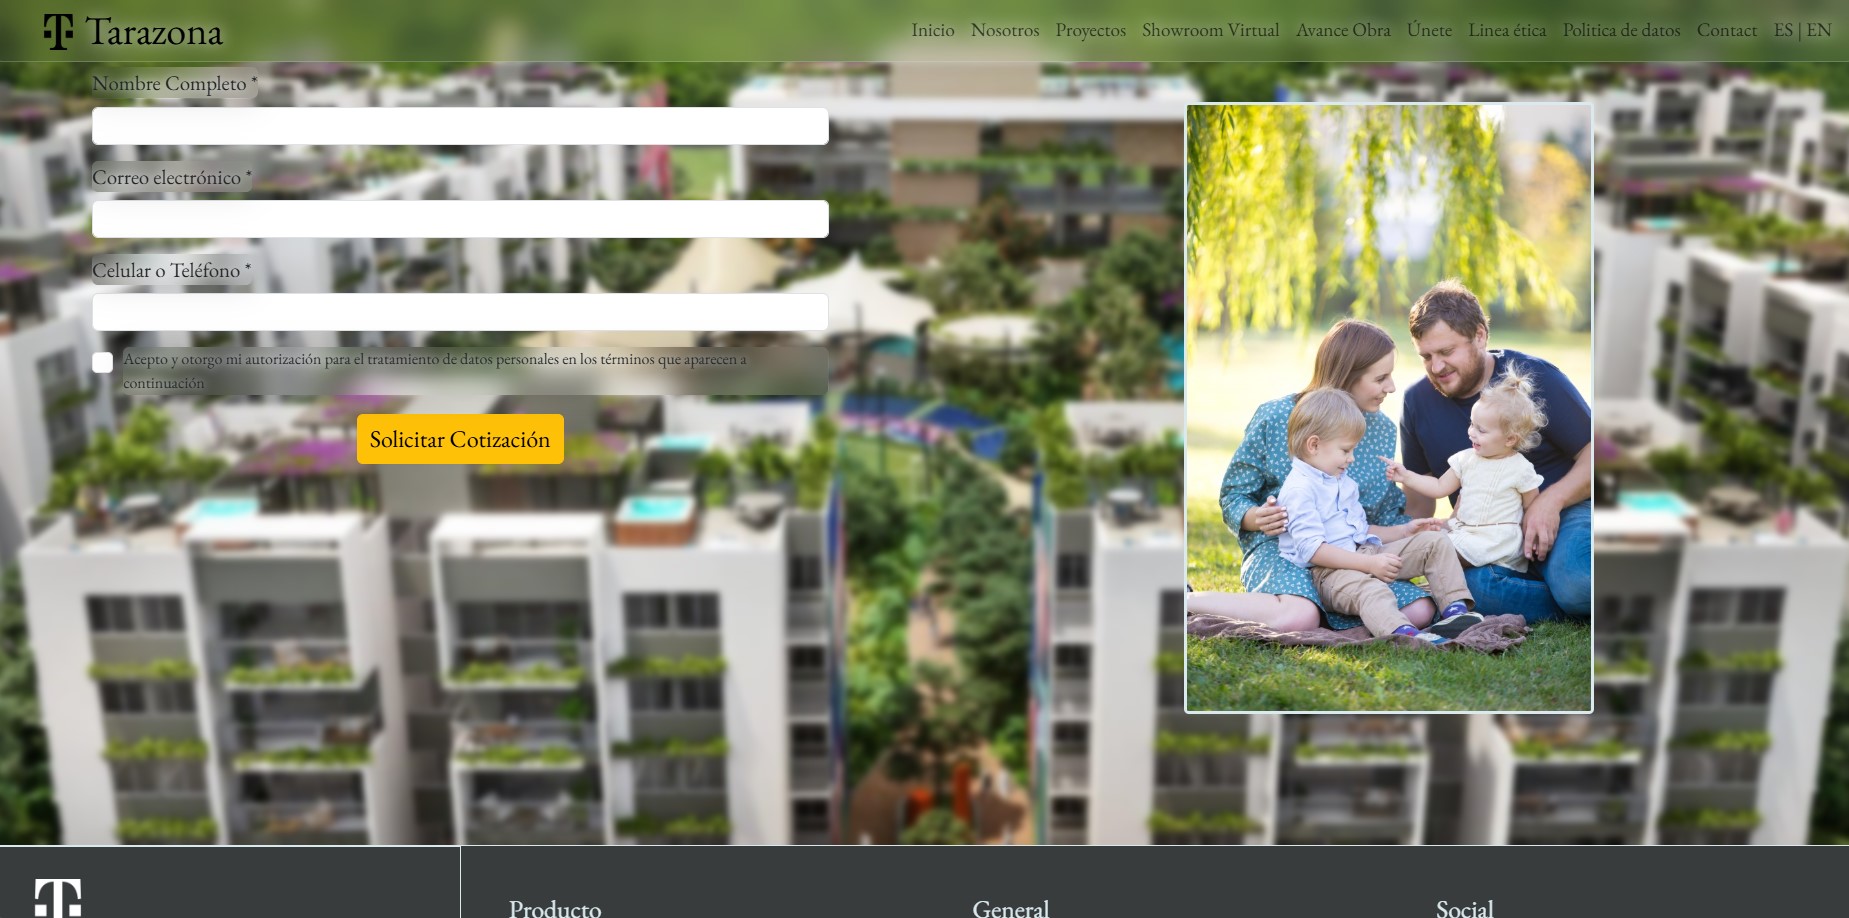 Tarazona
Inicio Nosotros Proyectos Showroom Virtual Avance Obra Únete Linea ética Politica de datos Contact ES | EN
Nombre Completo *
Correo electrónico *
Celular o Teléfono *
Acepto y otorgo mi autorización para el tratamiento de datos personales en los términos que aparecen a
continuación
Solicitar Cotización
Producto
General
Social